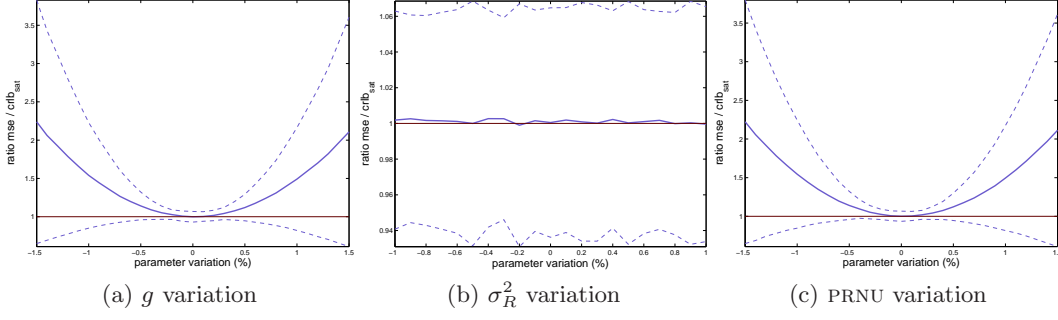 3.5
3
2.5
2
1.5
1
ratio mse / crlb_sat
−1.5 −1 −0.5 0 0.5 1 1.5
parameter variation (%)
(a) g variation
1.06
1.04
1.02
1
0.98
0.96
0.94
ratio mse / crlb_sat
−1 −0.8 −0.6 −0.4 −0.2 0 0.2 0.4 0.6 0.8 1
parameter variation (%)
(b) σ_R^2 variation
3.5
3
2.5
2
1.5
1
ratio mse / crlb_sat
−1.5 −1 −0.5 0 0.5 1 1.5
parameter variation (%)
(c) PRNU variation